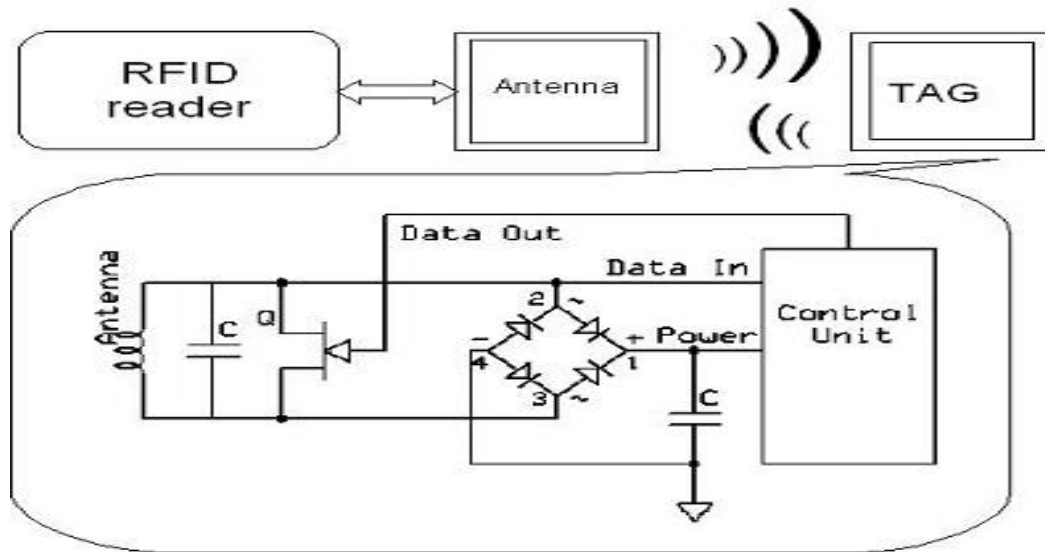 RFID
reader
Antenna
TAG
Data Out
Antenna
Data In
C
Q
2
~
Control
Unit
-
+
Power
4
1
3
~
C